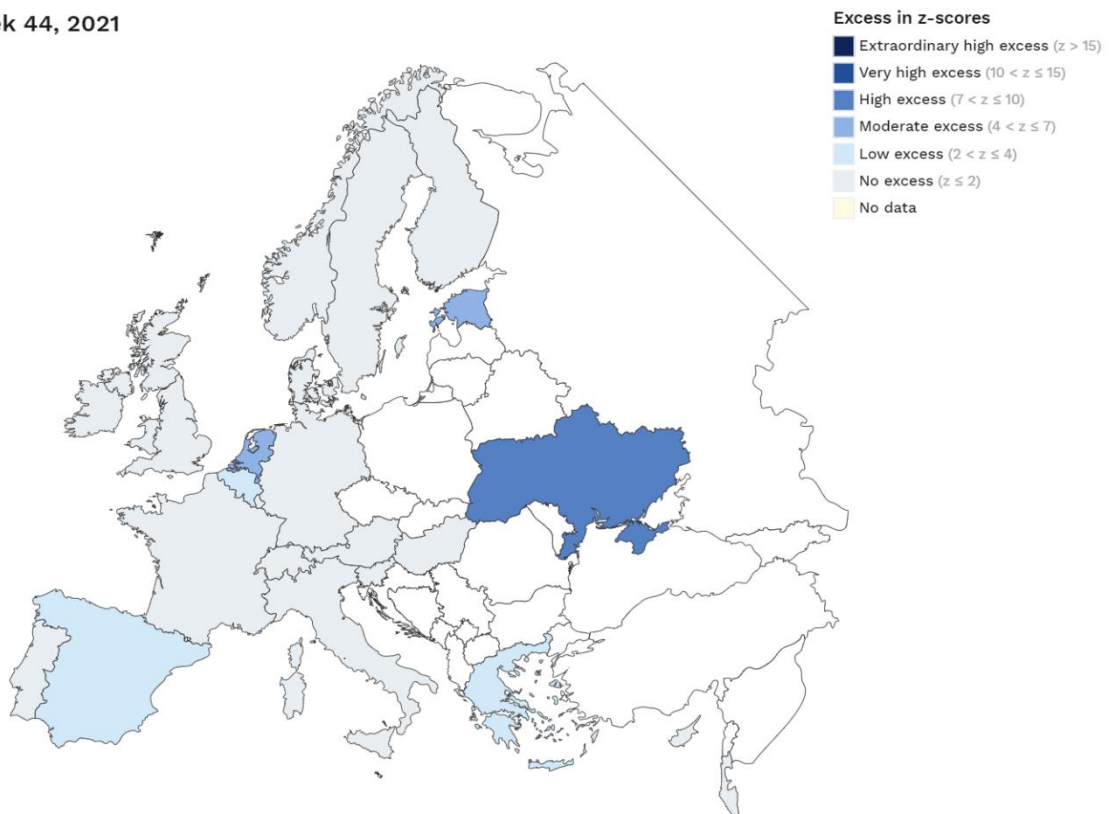 k 44, 2021
Excess in z-scores
Extraordinary high excess (z > 15)
Very high excess (10 < z ≤ 15)
High excess (7 < z ≤ 10)
Moderate excess (4 < z ≤ 7)
Low excess (2 < z ≤ 4)
No excess (z ≤ 2)
No data